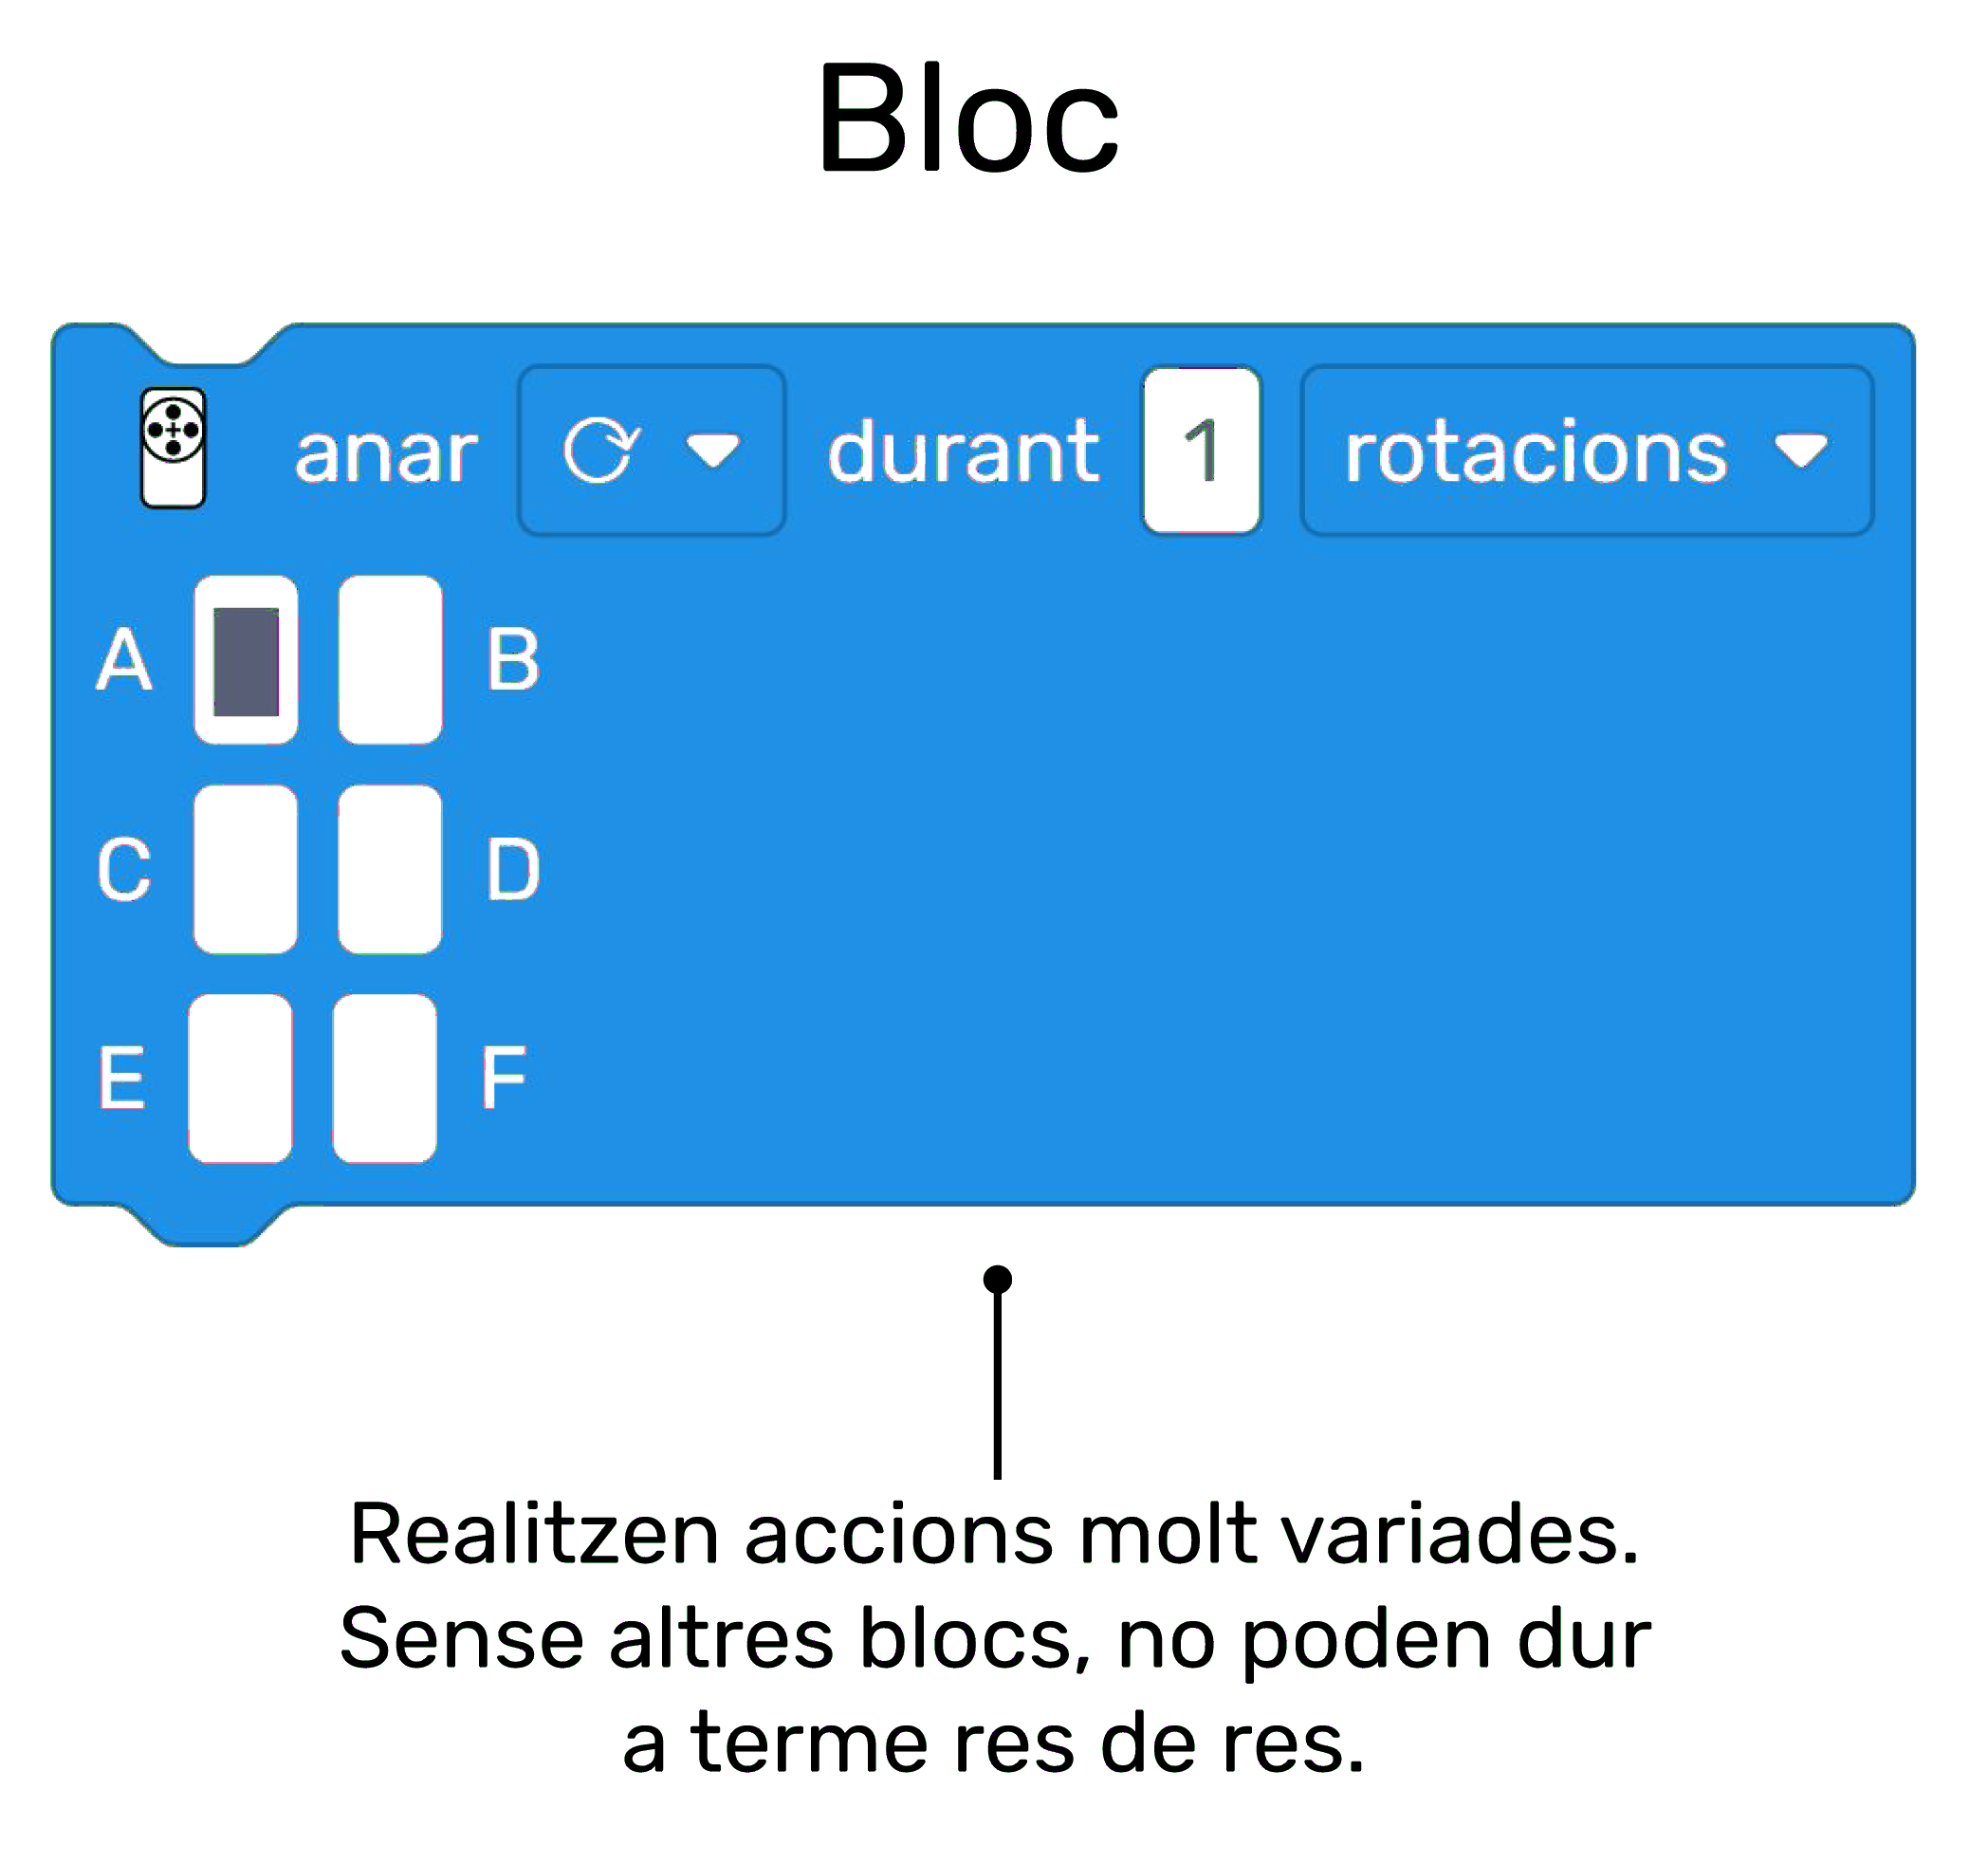 Bloc
anar durant 1 rotacions
A B
C D
E F
Realitzen accions molt variades.
Sense altres blocs, no poden dur
a terme res de res.